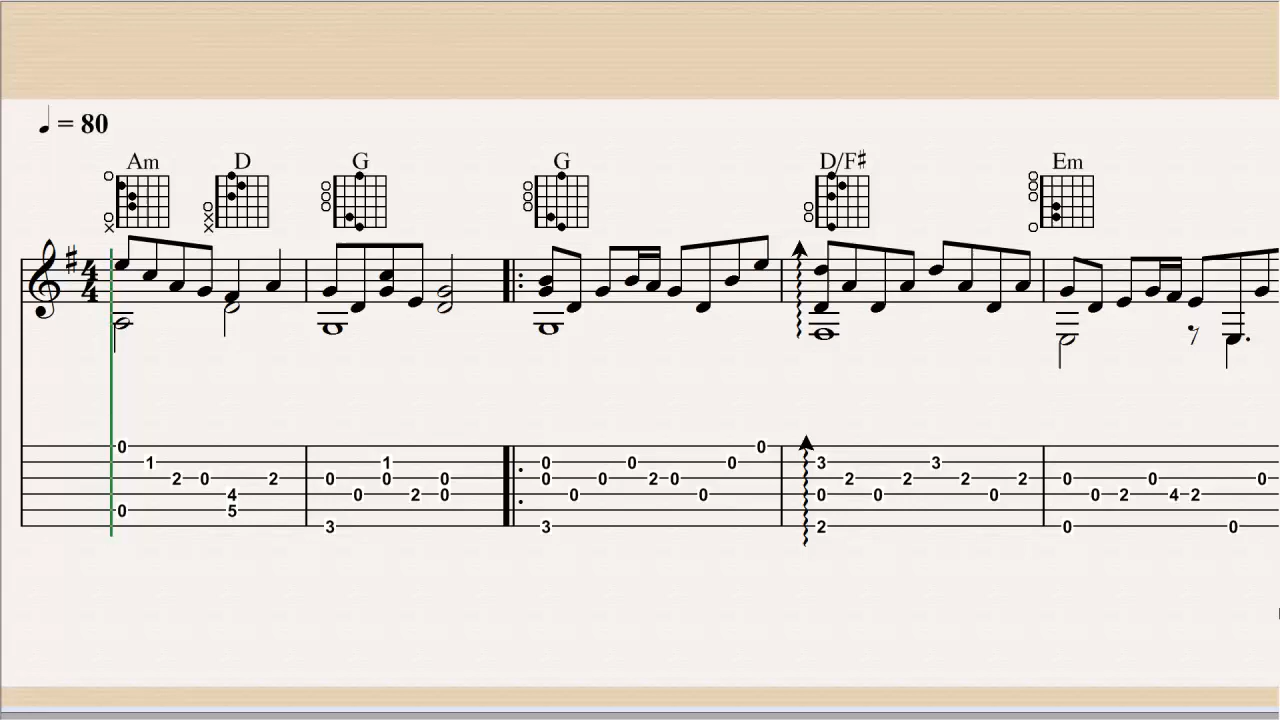 = 80
Am D G G D/F♯ Em
4
4
0 0 1 0 0 0
1 0 0 3 3
2 0 2 0 0 0 2 0 2 2 2 0 0 0
4 0 2 0 0 0 0 0 0 0 2 4 2
0 5
3 3 2 0 0